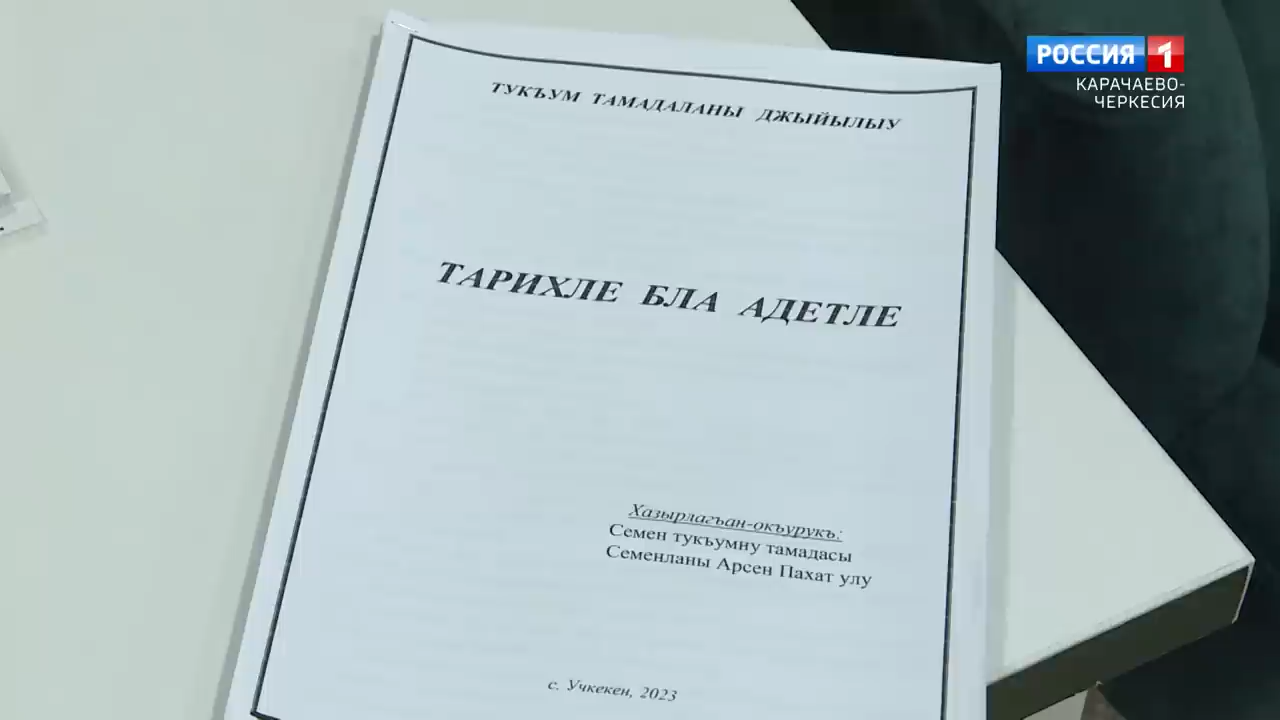 РОССИЯ 1
КАРАЧАЕВО-
ЧЕРКЕСИЯ
ТУКЪУМ ТАМАДАЛАНЫ ДЖЫЙЫЛЫУ
ТАРИХЛЕ БЛА АДЕТЛЕ
Хазырлагъан-окъурукъ:
Семен тукъумну тамадасы
Семенланы Арсен Пахат улу
с. Учкекен, 2023